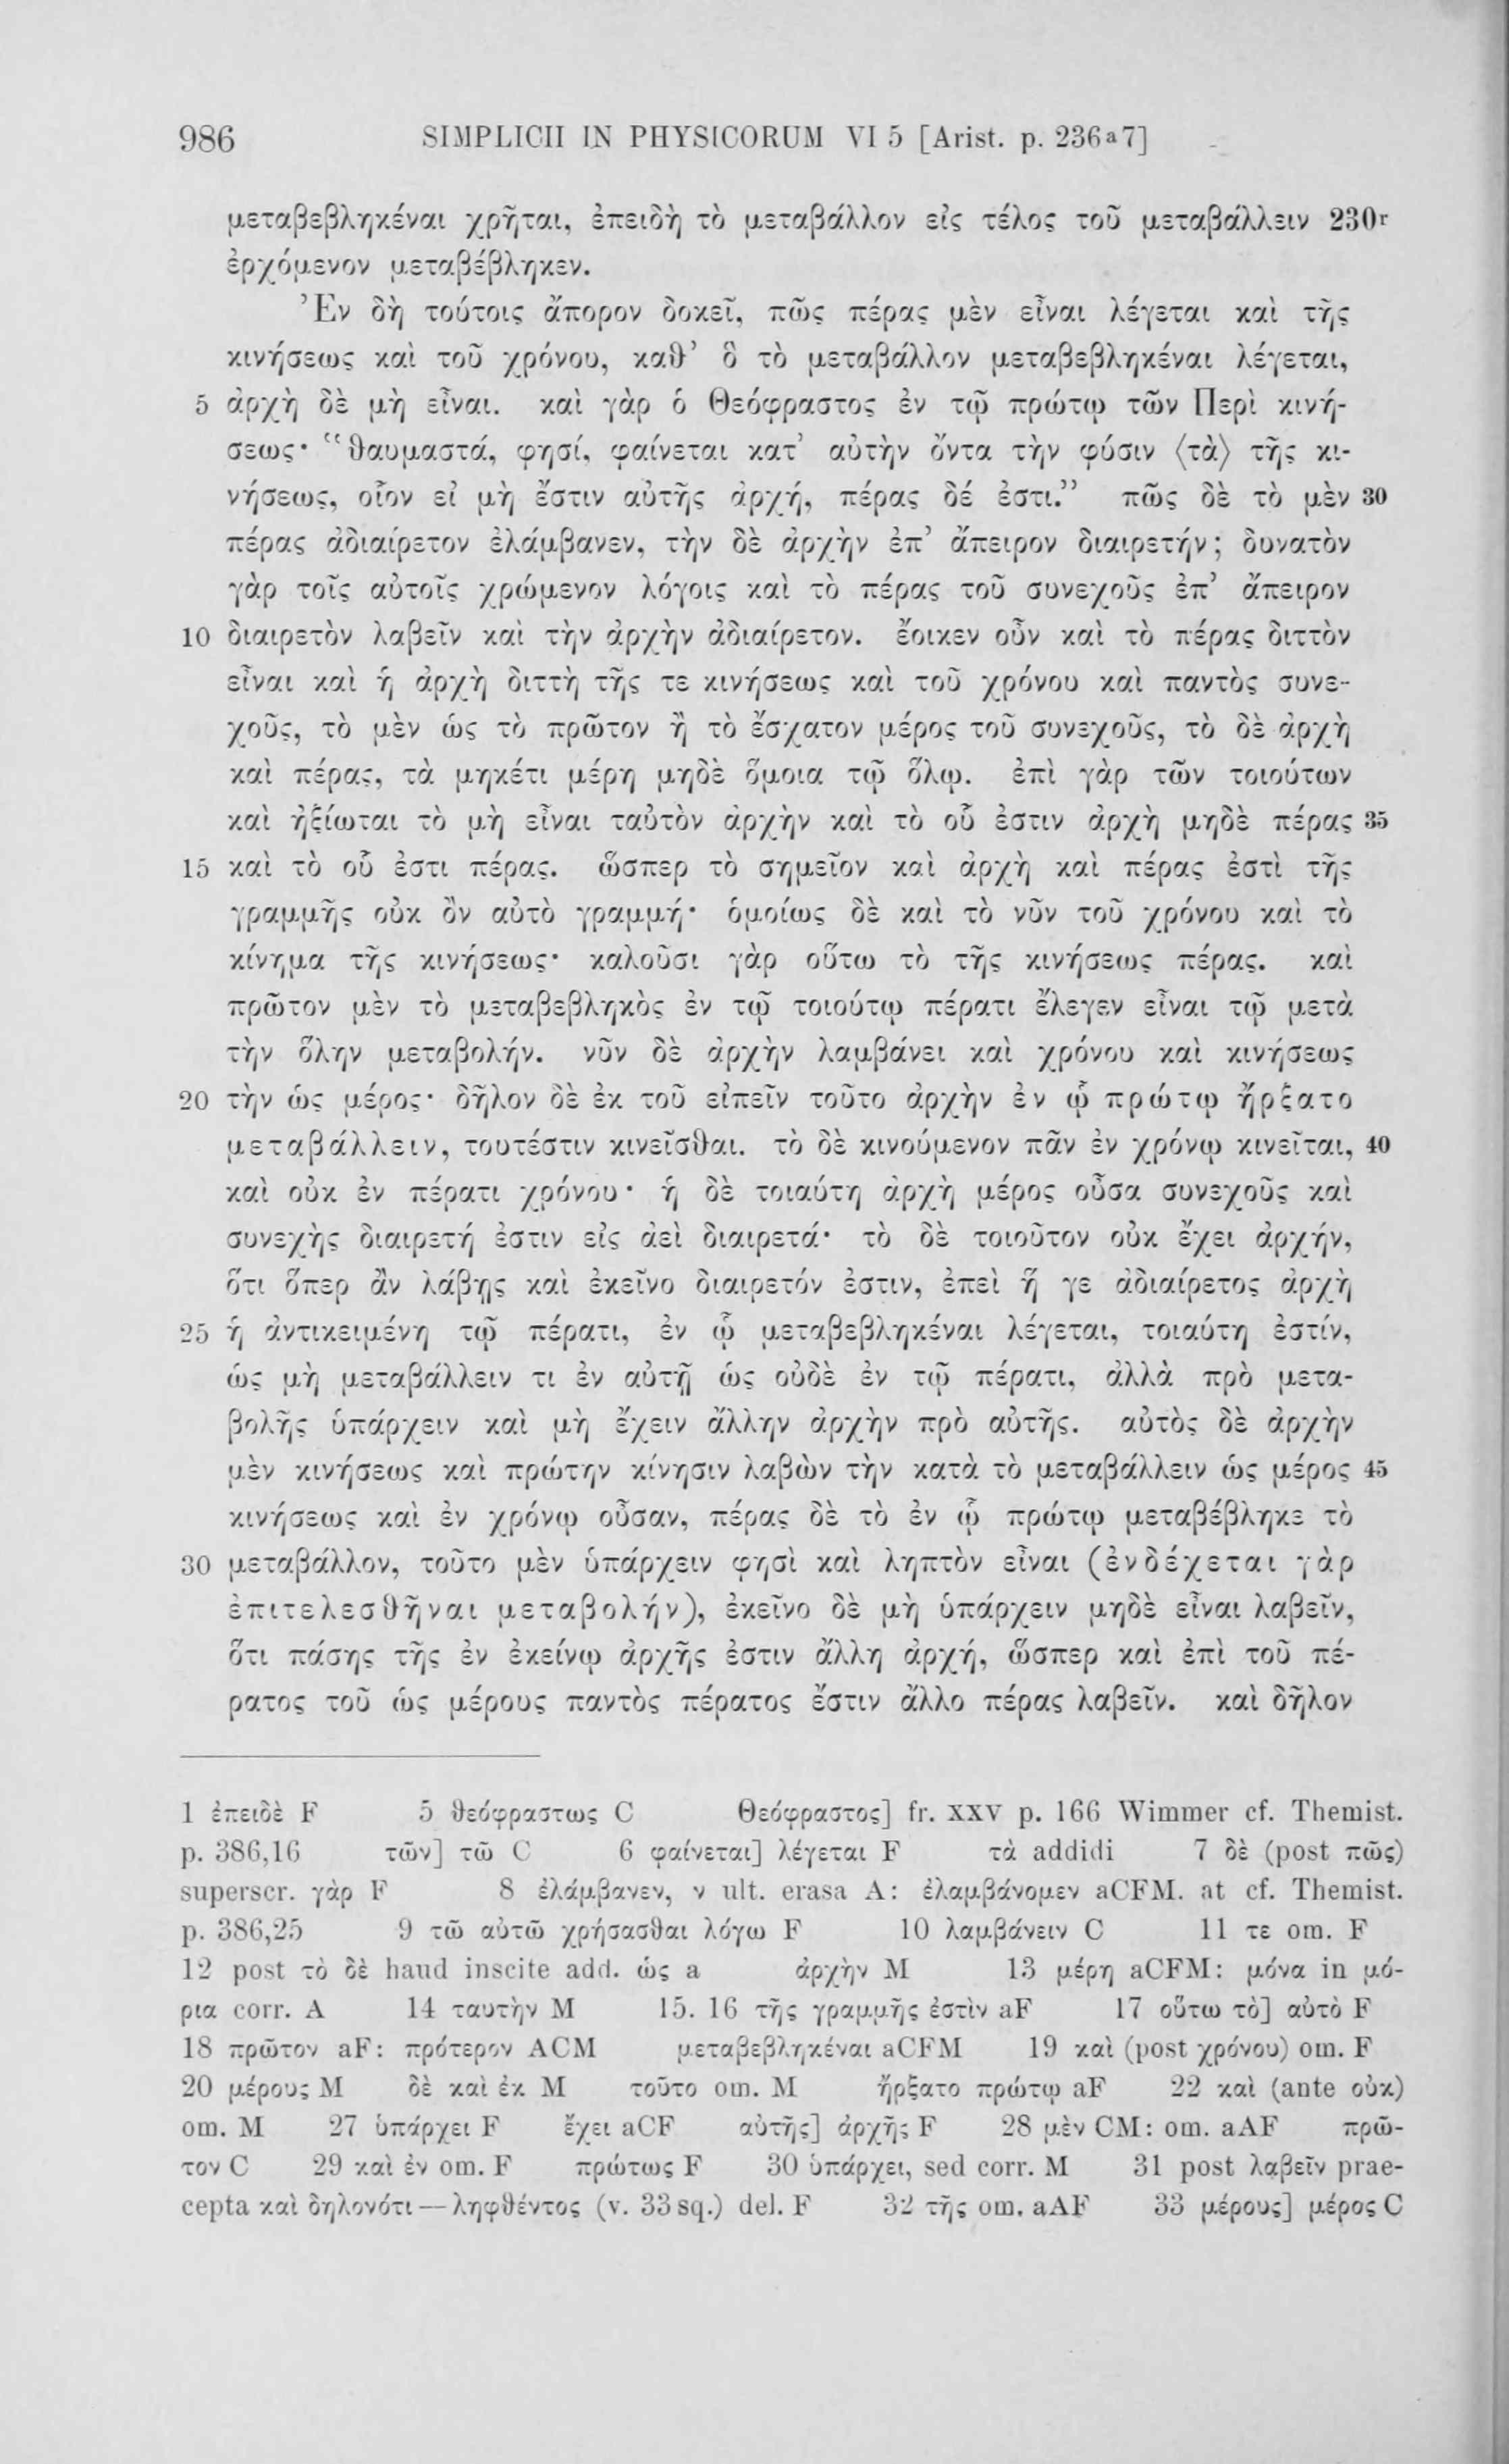 986 SIMPLICII IN PHYSICORUM VI 5 [Arist. p. 236a7]
μεταβεβληκέναι χρῆται, ἐπειδὴ τὸ μεταβάλλον εἰς τέλος τοῦ μεταβάλλειν 230r
ἐρχόμενον μεταβέβληκεν.
Ἐν δὴ τούτοις ἄπορον δοκεῖ, πῶς πέρας μὲν εἶναι λέγεται καὶ τῆς
κινήσεως καὶ τοῦ χρόνου, καθ’ ὃ τὸ μεταβάλλον μεταβεβληκέναι λέγεται,
5 ἀρχὴ δὲ μὴ εἶναι. καὶ γὰρ ὁ Θεόφραστος ἐν τῷ πρώτῳ τῶν Περὶ κινή-
σεως· “θαυμαστά, φησί, φαίνεται κατ’ αὐτὴν ὄντα τὴν φύσιν ⟨τὰ⟩ τῆς κι-
νήσεως, οἷον εἰ μὴ ἔστιν αὐτῆς ἀρχή, πέρας δέ ἐστι.” πῶς δὲ τὸ μὲν 30
πέρας ἀδιαίρετον ἐλάμβανεν, τὴν δὲ ἀρχὴν ἐπ’ ἄπειρον διαιρετήν; δυνατὸν
γὰρ τοῖς αὐτοῖς χρώμενον λόγοις καὶ τὸ πέρας τοῦ συνεχοῦς ἐπ’ ἄπειρον
10 διαιρετὸν λαβεῖν καὶ τὴν ἀρχὴν ἀδιαίρετον. ἔοικεν οὖν καὶ τὸ πέρας διττὸν
εἶναι καὶ ἡ ἀρχὴ διττὴ τῆς τε κινήσεως καὶ τοῦ χρόνου καὶ παντὸς συνε-
χοῦς, τὸ μὲν ὡς τὸ πρῶτον ἢ τὸ ἔσχατον μέρος τοῦ συνεχοῦς, τὸ δὲ ἀρχὴ
καὶ πέρας, τὰ μηκέτι μέρη μηδὲ ὅμοια τῷ ὅλῳ. ἐπὶ γὰρ τῶν τοιούτων
καὶ ἠξίωται τὸ μὴ εἶναι ταὐτὸν ἀρχὴν καὶ τὸ οὗ ἐστιν ἀρχὴ μηδὲ πέρας 35
15 καὶ τὸ οὗ ἐστι πέρας. ὥσπερ τὸ σημεῖον καὶ ἀρχὴ καὶ πέρας ἐστὶ τῆς
γραμμῆς οὐκ ὂν αὐτὸ γραμμή· ὁμοίως δὲ καὶ τὸ νῦν τοῦ χρόνου καὶ τὸ
κίνημα τῆς κινήσεως· καλοῦσι γὰρ οὕτω τὸ τῆς κινήσεως πέρας. καὶ
πρῶτον μὲν τὸ μεταβεβληκὸς ἐν τῷ τοιούτῳ πέρατι ἔλεγεν εἶναι τῷ μετὰ
τὴν ὅλην μεταβολήν. νῦν δὲ ἀρχὴν λαμβάνει καὶ χρόνου καὶ κινήσεως
20 τὴν ὡς μέρος· δῆλον δὲ ἐκ τοῦ εἰπεῖν τοῦτο ἀρχὴν ἐν ᾧ πρώτῳ ἤρξατο
μεταβάλλειν, τουτέστιν κινεῖσθαι. τὸ δὲ κινούμενον πᾶν ἐν χρόνῳ κινεῖται, 40
καὶ οὐκ ἐν πέρατι χρόνου· ἡ δὲ τοιαύτη ἀρχὴ μέρος οὖσα συνεχοῦς καὶ
συνεχὴς διαιρετή ἐστιν εἰς ἀεὶ διαιρετά· τὸ δὲ τοιοῦτον οὐκ ἔχει ἀρχήν,
ὅτι ὅπερ ἂν λάβῃς καὶ ἐκεῖνο διαιρετόν ἐστιν, ἐπεὶ ἥ γε ἀδιαίρετος ἀρχὴ
25 ἡ ἀντικειμένη τῷ πέρατι, ἐν ᾧ μεταβεβληκέναι λέγεται, τοιαύτη ἐστίν,
ὡς μὴ μεταβάλλειν τι ἐν αὐτῇ ὡς οὐδὲ ἐν τῷ πέρατι, ἀλλὰ πρὸ μετα-
βολῆς ὑπάρχειν καὶ μὴ ἔχειν ἄλλην ἀρχὴν πρὸ αὐτῆς. αὐτὸς δὲ ἀρχὴν
μὲν κινήσεως καὶ πρώτην κίνησιν λαβὼν τὴν κατὰ τὸ μεταβάλλειν ὡς μέρος 45
κινήσεως καὶ ἐν χρόνῳ οὖσαν, πέρας δὲ τὸ ἐν ᾧ πρώτῳ μεταβέβληκε τὸ
30 μεταβάλλον, τοῦτο μὲν ὑπάρχειν φησὶ καὶ ληπτὸν εἶναι (ἐνδέχεται γὰρ
ἐπιτελεσθῆναι μεταβολήν), ἐκεῖνο δὲ μὴ ὑπάρχειν μηδὲ εἶναι λαβεῖν,
ὅτι πάσης τῆς ἐν ἐκείνῳ ἀρχῆς ἐστιν ἄλλη ἀρχή, ὥσπερ καὶ ἐπὶ τοῦ πέ-
ρατος τοῦ ὡς μέρους παντὸς πέρατος ἔστιν ἄλλο πέρας λαβεῖν. καὶ δῆλον
1 ἐπειδὲ F 5 θεόφραστως C Θεόφραστος] fr. XXV p. 166 Wimmer cf. Themist.
p. 386,16 τῶν] τῶ C 6 φαίνεται] λέγεται F τὰ addidi 7 δὲ (post πῶς)
superscr. γὰρ F 8 ἐλάμβανεν, ν ult. erasa A: ἐλαμβάνομεν aCFM. at cf. Themist.
p. 386,25 9 τῶ αὐτῶ χρήσασθαι λόγω F 10 λαμβάνειν C 11 τε om. F
12 post τὸ δὲ haud inscite add. ὡς a ἀρχὴν M 13 μέρη aCFM: μόνα in μό-
ρια corr. A 14 ταυτὴν M 15. 16 τῆς γραμμῆς ἐστὶν aF 17 οὕτω τὸ] αὐτὸ F
18 πρῶτον aF: πρότερον ACM μεταβεβληκέναι aCFM 19 καὶ (post χρόνου) om. F
20 μέρους M δὲ καὶ ἐκ M τοῦτο om. M ἤρξατο πρώτῳ aF 22 καὶ (ante οὐκ)
om. M 27 ὑπάρχει F ἔχει aCF αὐτῆς] ἀρχῆς F 28 μὲν CM: om. aAF πρῶ-
τον C 29 καὶ ἐν om. F πρώτως F 30 ὑπάρχει, sed corr. M 31 post λαβεῖν prae-
cepta καὶ δηλονότι — ληφθέντος (v. 33 sq.) del. F 32 τῆς om. aAF 33 μέρους] μέρος C